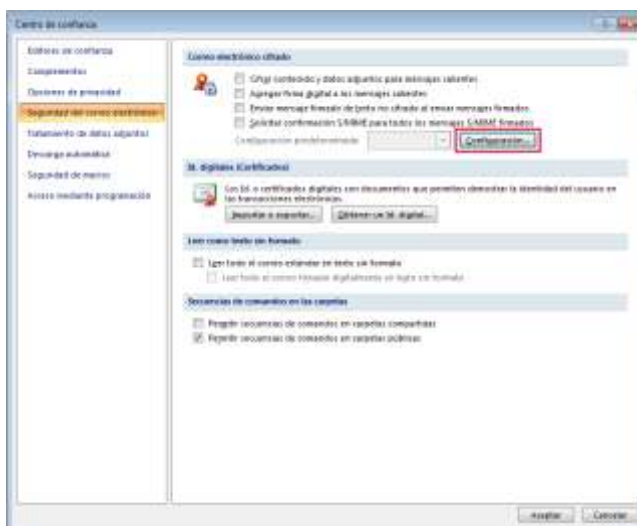 Centro de confianza
Editores de confianza
Complementos
Opciones de privacidad
Seguridad del correo electrónico
Tratamiento de datos adjuntos
Descarga automática
Seguridad de macros
Acceso mediante programación
Correo electrónico cifrado
Cifrar contenido y datos adjuntos para mensajes salientes
Agregar firma digital a los mensajes salientes
Enviar mensaje firmado de texto no cifrado al enviar mensajes firmados
Solicitar confirmación S/MIME para todos los mensajes S/MIME firmados
Configuración predeterminada:
Configuración...
Id. digitales (Certificados)
Los Id. o certificados digitales son documentos que permiten demostrar la identidad del usuario en
las transacciones electrónicas.
Importar o exportar...
Obtener un Id. digital...
Leer como texto sin formato
Leer todo el correo estándar en texto sin formato
Leer todo el correo firmado digitalmente en texto sin formato
Secuencias de comandos en las carpetas
Permitir secuencias de comandos en carpetas compartidas
Permitir secuencias de comandos en carpetas públicas
Aceptar
Cancelar